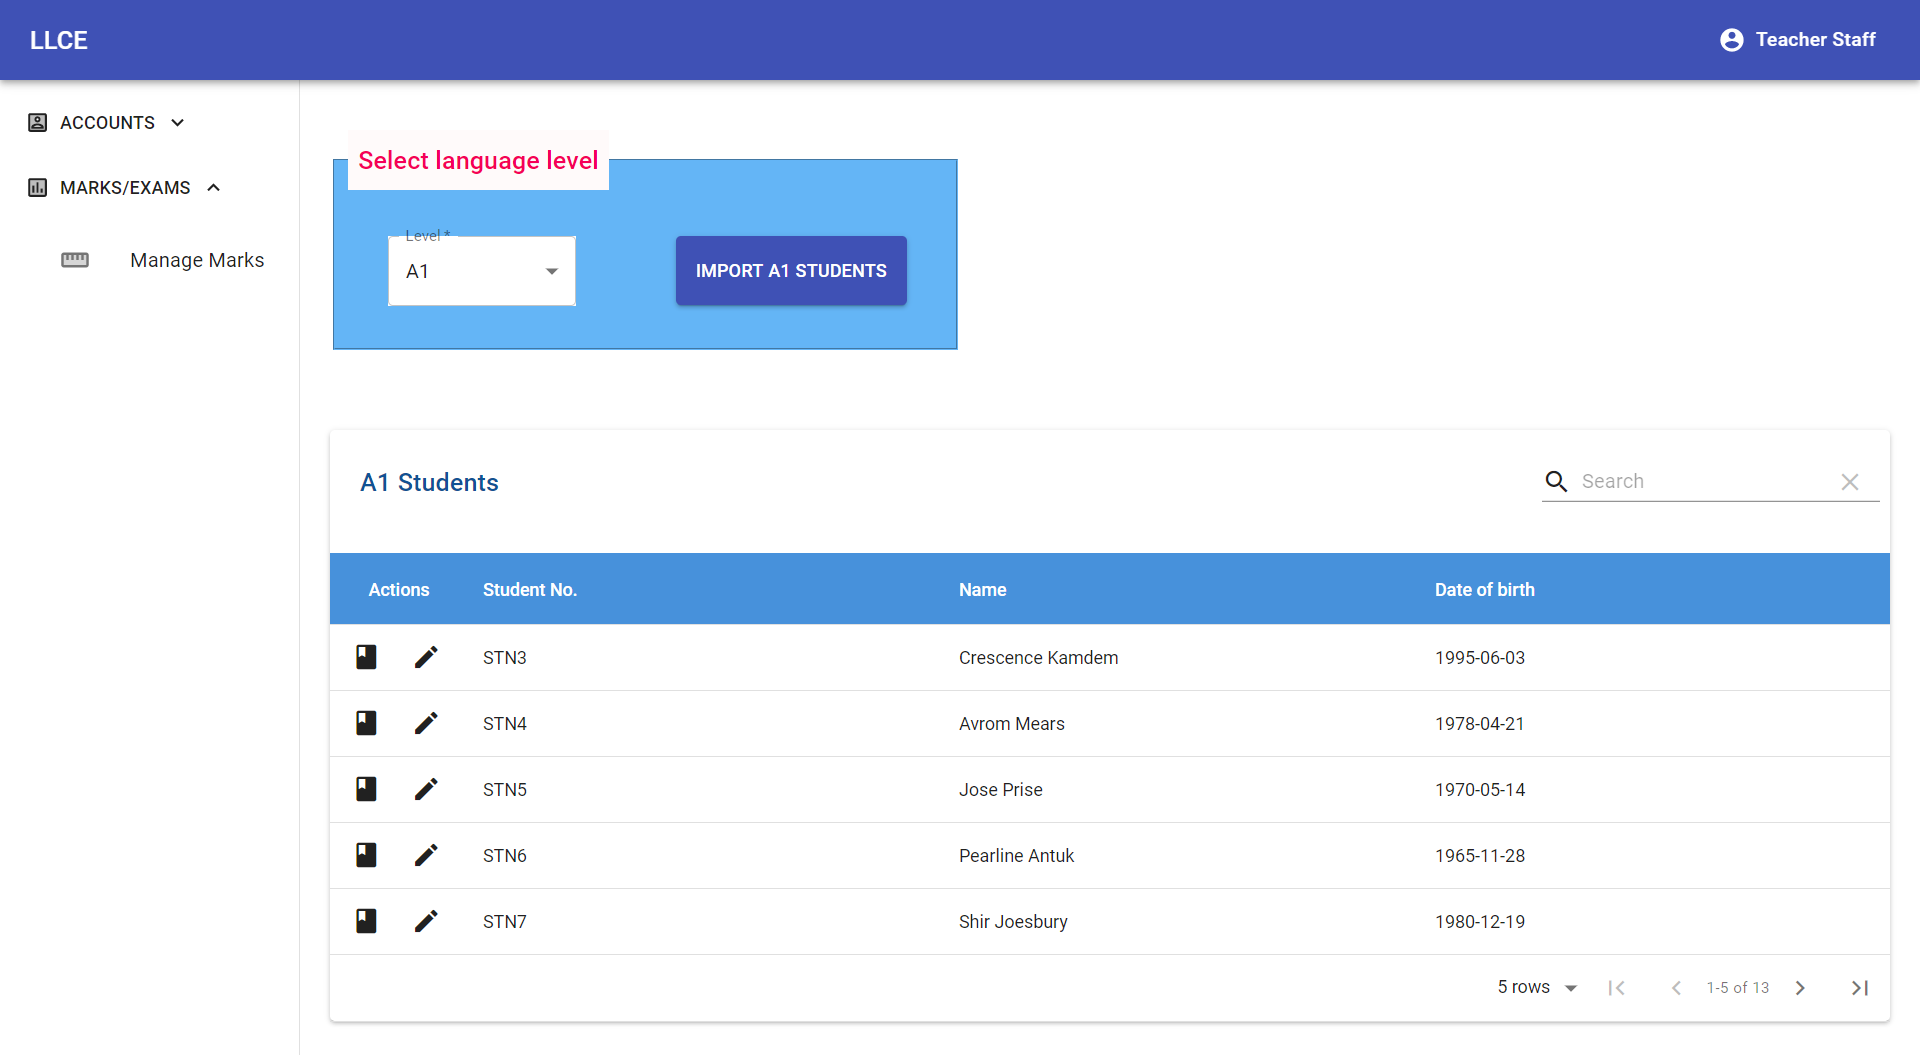 LLCE
Teacher Staff
ACCOUNTS
MARKS/EXAMS
Manage Marks
Select language level
Level *
A1
IMPORT A1 STUDENTS
A1 Students
Search
Actions Student No. Name Date of birth
STN3 Crescence Kamdem 1995-06-03
STN4 Avrom Mears 1978-04-21
STN5 Jose Prise 1970-05-14
STN6 Pearline Antuk 1965-11-28
STN7 Shir Joesbury 1980-12-19
5 rows 1-5 of 13